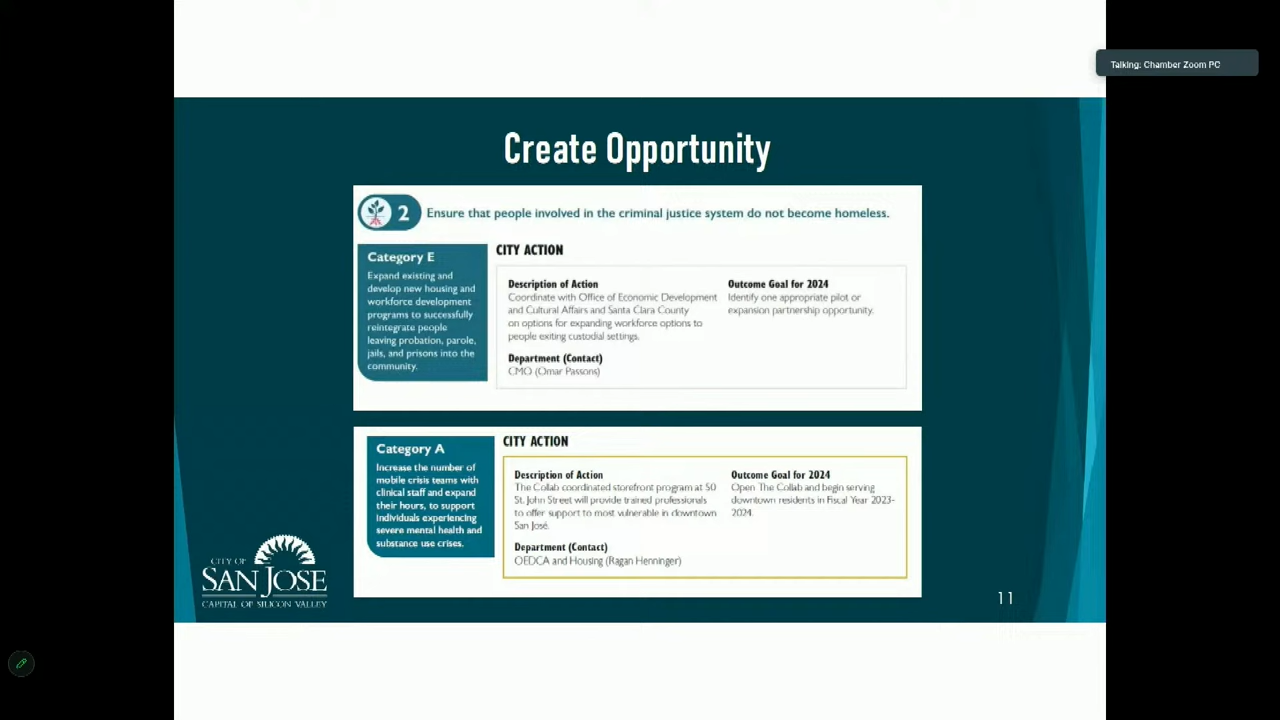 Talking: Chamber Zoom PC
Create Opportunity
2 Ensure that people involved in the criminal justice system do not become homeless.
Category E
Expand existing and
develop new housing and
workforce development
programs to successfully
reintegrate people
leaving probation, parole,
jails, and prisons into the
community.
CITY ACTION
Description of Action
Coordinate with Office of Economic Development
and Cultural Affairs and Santa Clara County
on options for expanding workforce options to
people exiting custodial settings.
Department (Contact)
CMO (Omar Passons)
Outcome Goal for 2024
Identify one appropriate pilot or
expansion partnership opportunity.
Category A
Increase the number of
mobile crisis teams with
clinical staff and expand
their hours, to support
individuals experiencing
severe mental health and
substance use crises.
CITY ACTION
Description of Action
The Collab coordinated storefront program at 50
St. John Street will provide trained professionals
to offer support to most vulnerable in downtown
San José.
Department (Contact)
OEDCA and Housing (Ragan Henninger)
Outcome Goal for 2024
Open The Collab and begin serving
downtown residents in Fiscal Year 2023-
2024.
CITY OF
SAN JOSE
CAPITAL OF SILICON VALLEY
11